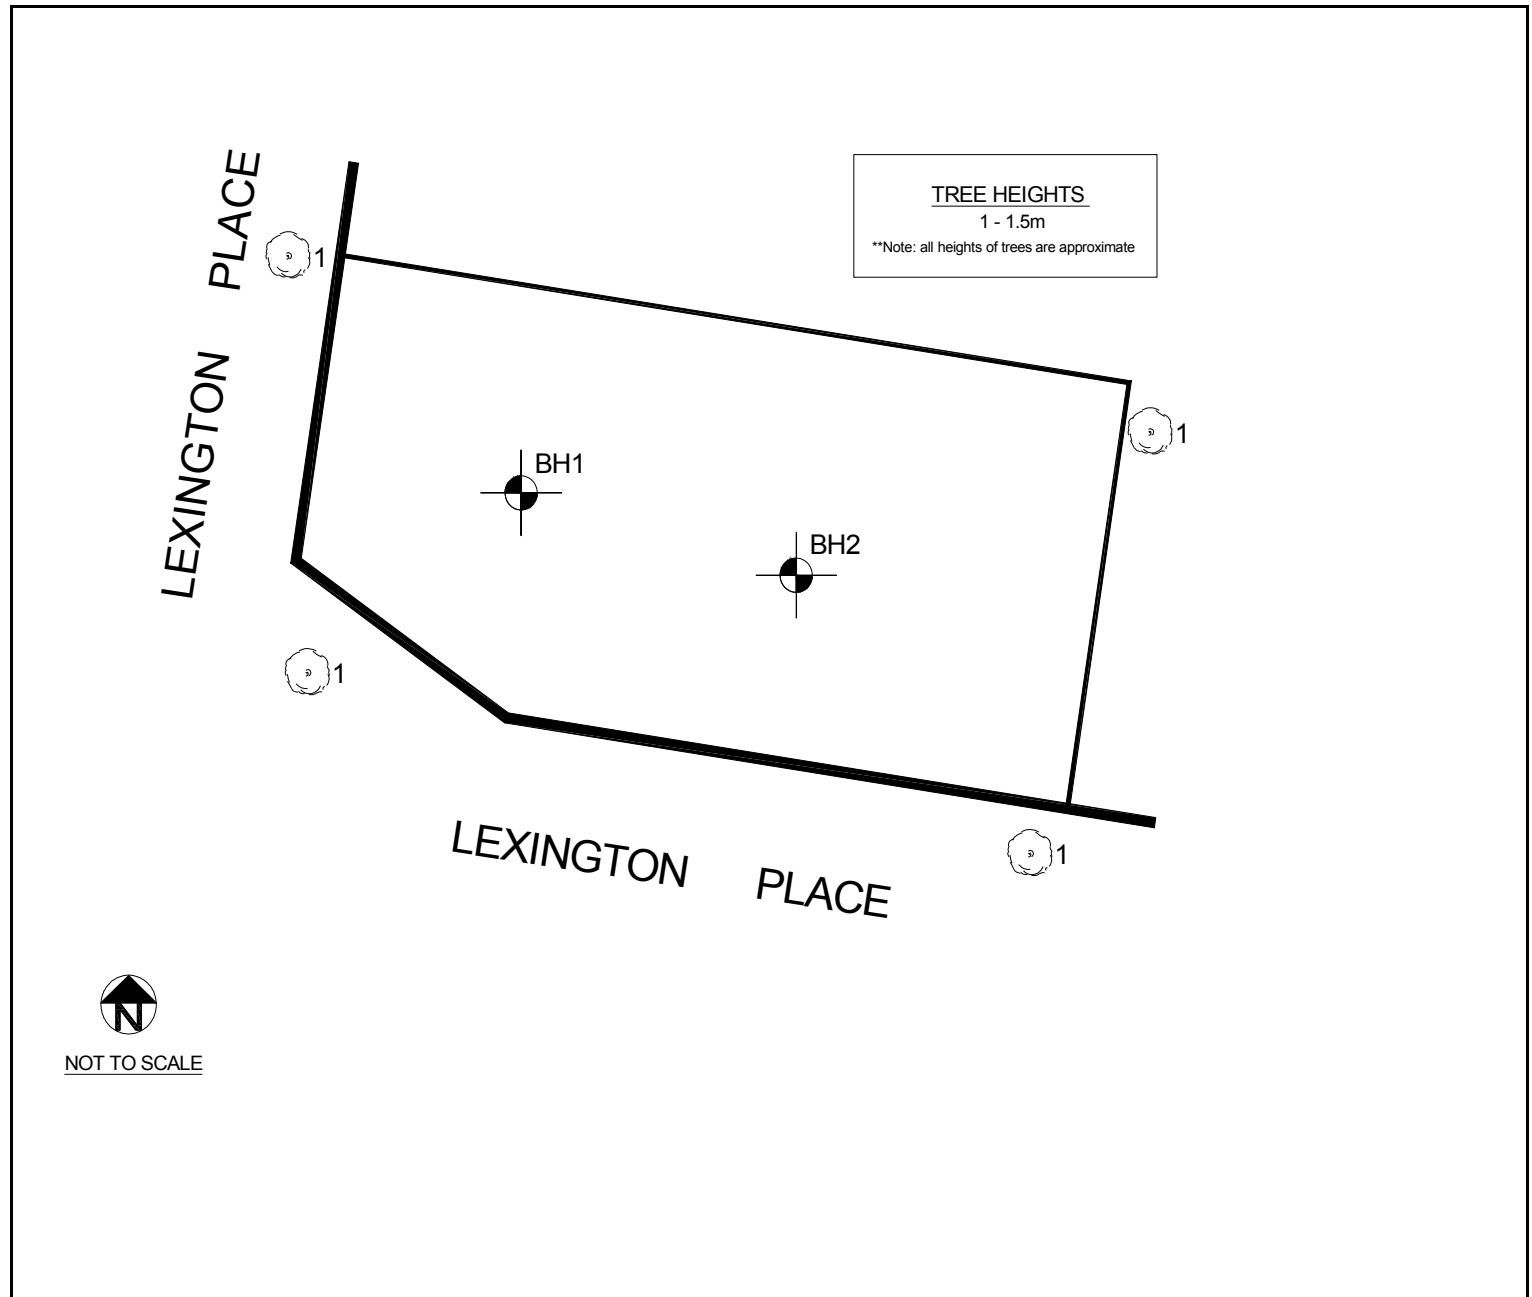 LEXINGTON PLACE
TREE HEIGHTS
1 - 1.5m
**Note: all heights of trees are approximate
1
1
BH1
BH2
1
LEXINGTON PLACE
1
N
NOT TO SCALE